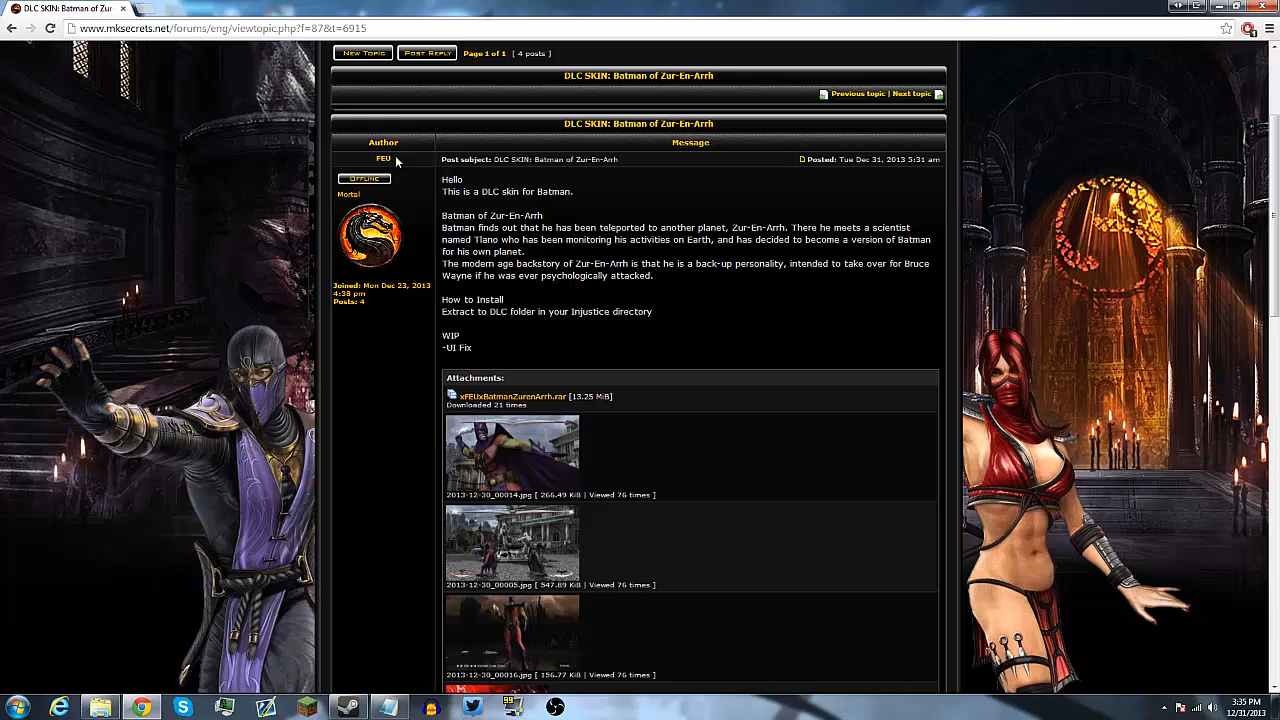 DLC SKIN: Batman of Zur-En-Arrh
www.mksecrets.net/forums/eng/viewtopic.php?f=87&t=6915
New Topic Post Reply Page 1 of 1 [ 4 posts ]
DLC SKIN: Batman of Zur-En-Arrh
Previous topic | Next topic
DLC SKIN: Batman of Zur-En-Arrh
Author Message
FEU Post subject: DLC SKIN: Batman of Zur-En-Arrh Posted: Tue Dec 31, 2013 5:31 am
Offline
Mortal
Joined: Mon Dec 23, 2013
4:38 pm
Posts: 4
Hello
This is a DLC skin for Batman.
Batman of Zur-En-Arrh
Batman finds out that he has been teleported to another planet, Zur-En-Arrh. There he meets a scientist
named Tlano who has been monitoring his activities on Earth, and has decided to become a version of Batman
for his own planet.
The modern age backstory of Zur-En-Arrh is that he is a back-up personality, intended to take over for Bruce
Wayne if he was ever psychologically attacked.
How to Install
Extract to DLC folder in your Injustice directory
WIP
-UI Fix
Attachments:
xFEUxBatmanZurenArrh.rar [13.25 MiB]
Downloaded 21 times
2013-12-30_00014.jpg [ 266.49 KiB | Viewed 76 times ]
2013-12-30_00005.jpg [ 547.89 KiB | Viewed 76 times ]
2013-12-30_00016.jpg [ 156.77 KiB | Viewed 76 times ]
99
3:35 PM
12/31/2013